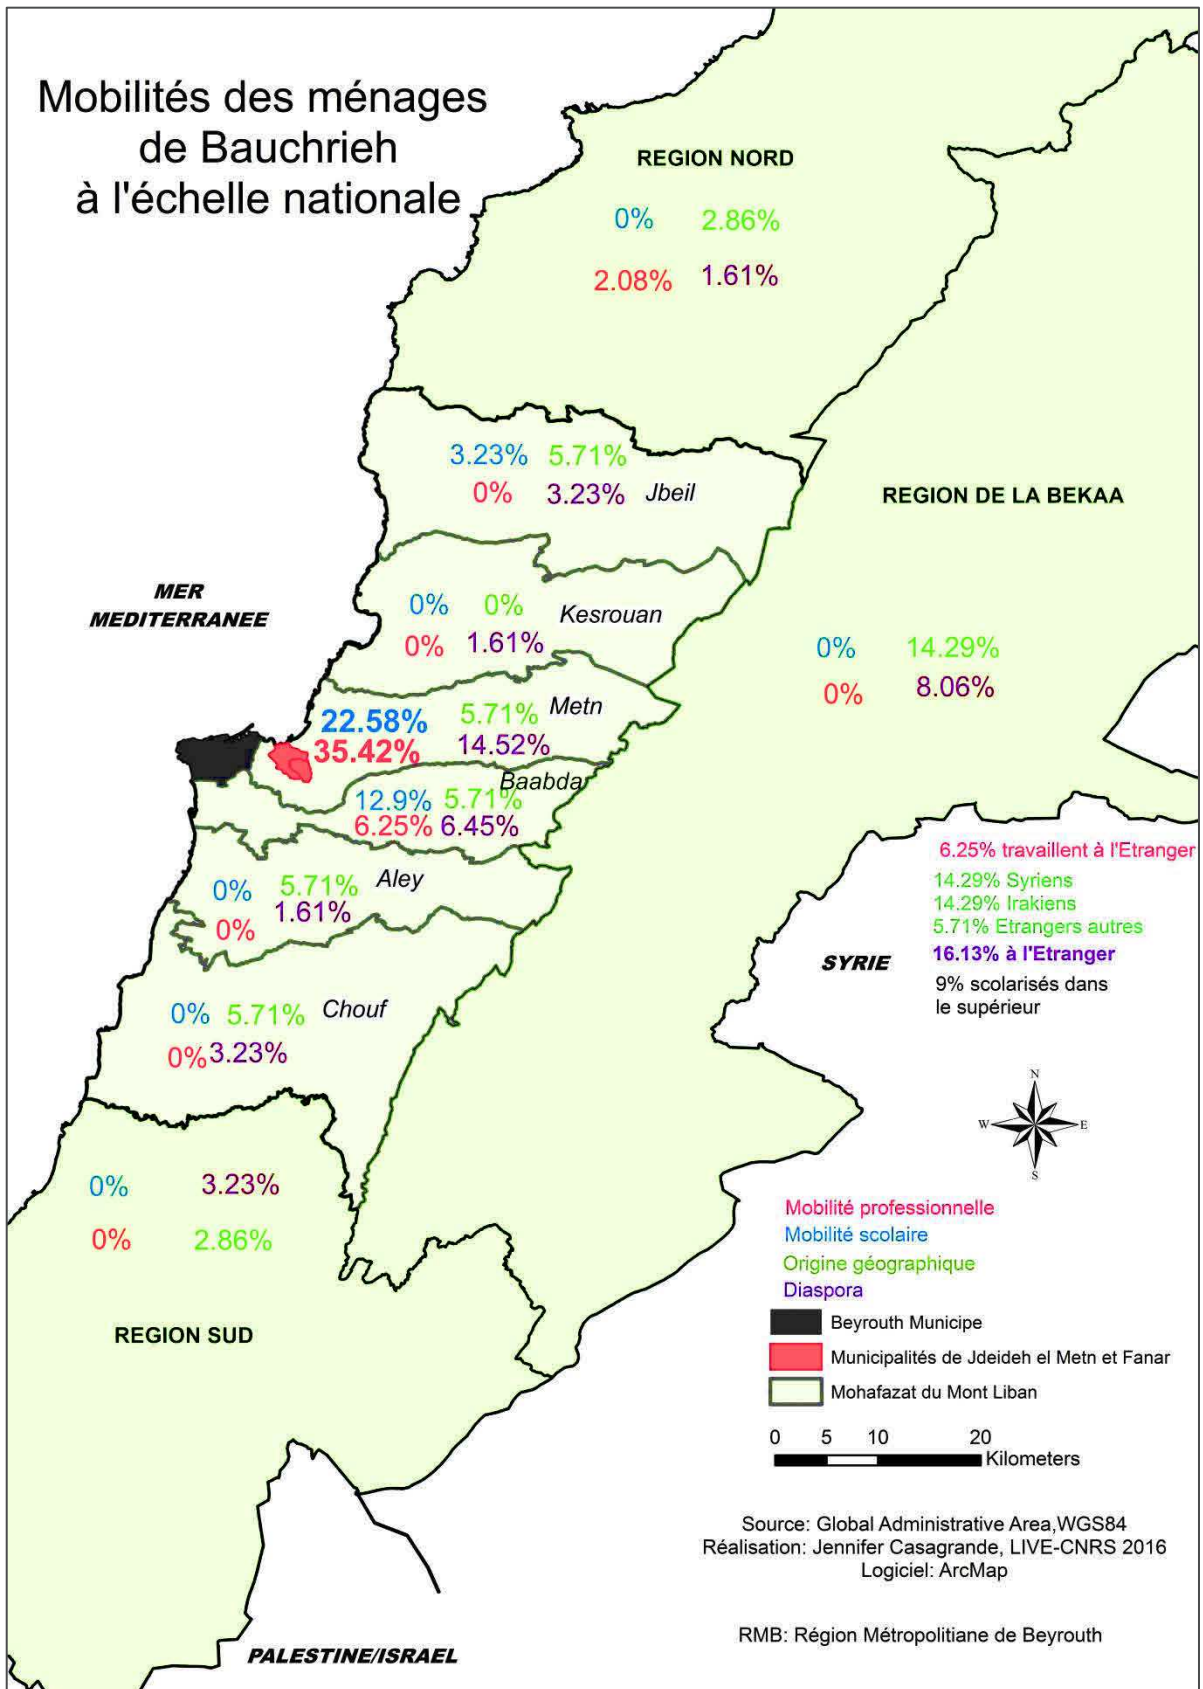 Mobilités des ménages
de Bauchrieh
à l'échelle nationale
REGION NORD
0% 2.86%
2.08% 1.61%
3.23% 5.71%
0% 3.23% Jbeil
REGION DE LA BEKAA
MER
MEDITERRANEE
0% 0% Kesrouan
0% 1.61%
0% 14.29%
0% 8.06%
22.58% 5.71% Metn
35.42% 14.52%
Baabda
12.9% 5.71%
6.25% 6.45%
0% 5.71% Aley
0% 1.61%
6.25% travaillent à l'Etranger
14.29% Syriens
14.29% Irakiens
5.71% Etrangers autres
16.13% à l'Etranger
9% scolarisés dans
le supérieur
SYRIE
0% 5.71% Chouf
0% 3.23%
N
W E
S
0% 3.23%
0% 2.86%
REGION SUD
Mobilité professionnelle
Mobilité scolaire
Origine géographique
Diaspora
Beyrouth Municipe
Municipalités de Jdeideh el Metn et Fanar
Mohafazat du Mont Liban
0 5 10 20
Kilometers
Source: Global Administrative Area,WGS84
Réalisation: Jennifer Casagrande, LIVE-CNRS 2016
Logiciel: ArcMap
RMB: Région Métropolitiane de Beyrouth
PALESTINE/ISRAEL